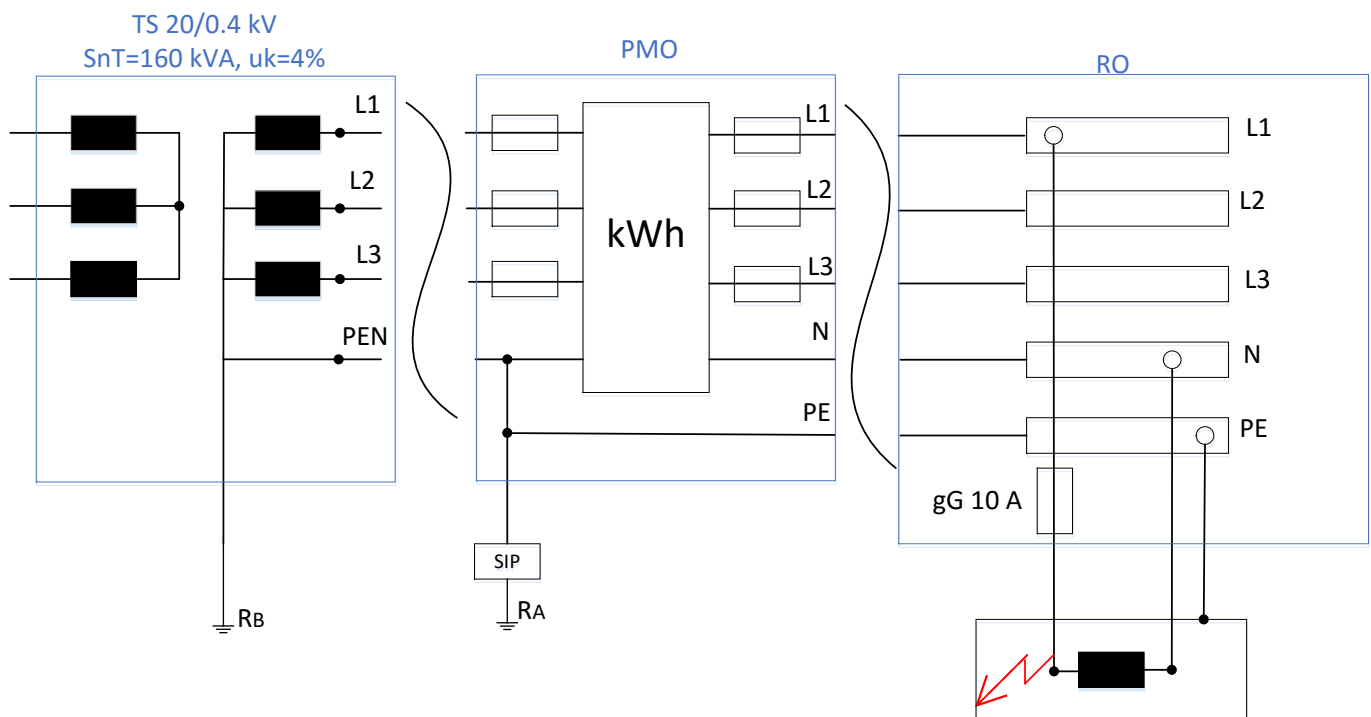 TS 20/0.4 kV
SnT=160 kVA, uk=4%
L1
L2
L3
PEN
RB
PMO
kWh
L1
L2
L3
N
PE
SIP
RA
RO
L1
L2
L3
N
PE
gG 10 A